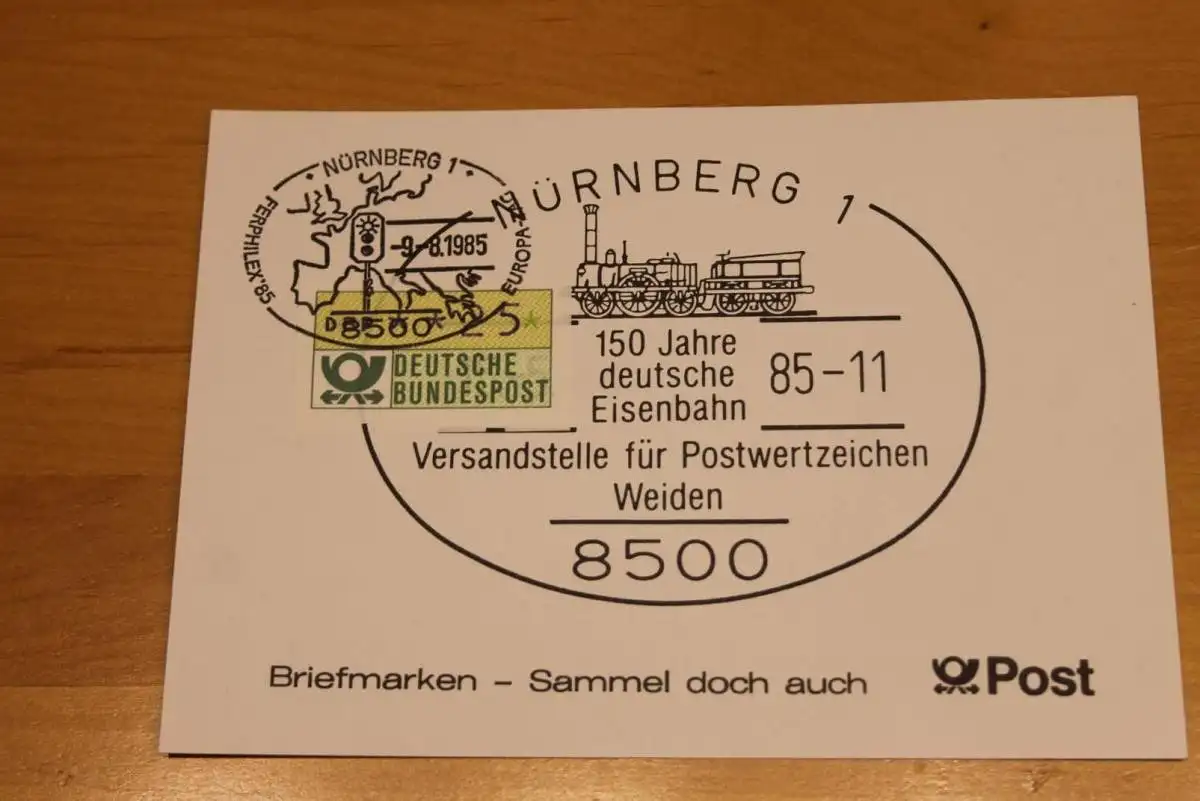 NÜRNBERG 1
FERPHILEX'85
-9.-8.1985
EUROPA-
8500
DBP
25*
DEUTSCHE
BUNDESPOST
NÜRNBERG 1
150 Jahre
deutsche
Eisenbahn
85-11
Versandstelle für Postwertzeichen
Weiden
8500
Briefmarken – Sammel doch auch
Post